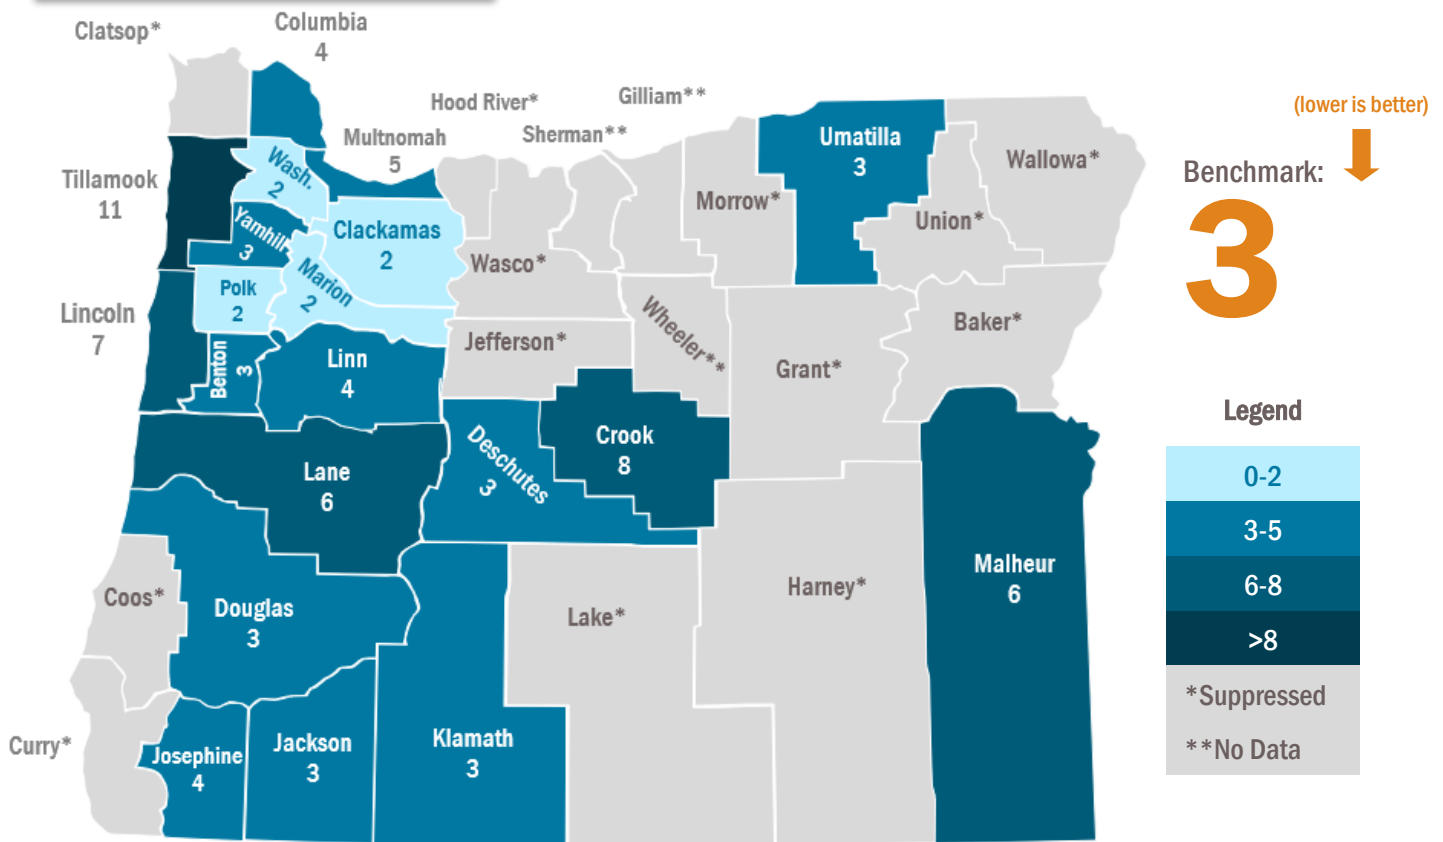 Clatsop*
Columbia
4
Hood River*
Gilliam**
Multnomah
5
Sherman**
Umatilla
3
Wallowa*
Tillamook
11
Wash.
2
Morrow*
Union*
Yamhill
3
Clackamas
2
Wasco*
Marion
2
Polk
2
Lincoln
7
Wheeler**
Baker*
Jefferson*
Benton
3
Linn
4
Grant*
Deschutes
3
Crook
8
Lane
6
Malheur
6
Coos*
Douglas
3
Lake*
Harney*
Curry*
Josephine
4
Jackson
3
Klamath
3
(lower is better)
Benchmark:
3
Legend
0-2
3-5
6-8
>8
*Suppressed
**No Data